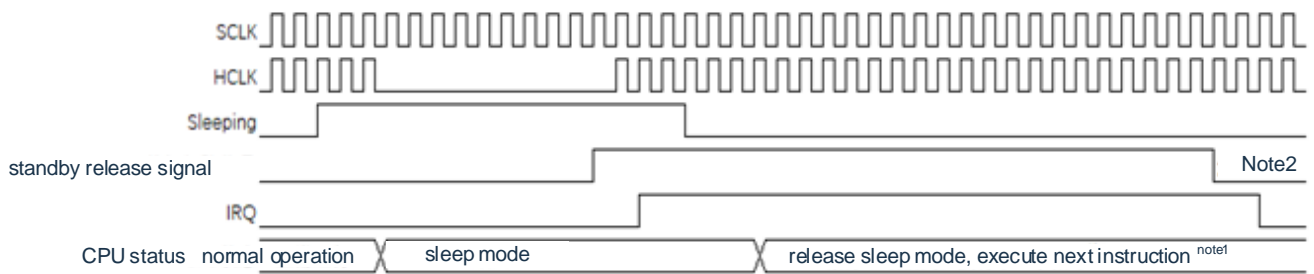 SCLK
HCLK
Sleeping
standby release signal Note2
IRQ
CPU status normal operation sleep mode release sleep mode, execute next instruction note1